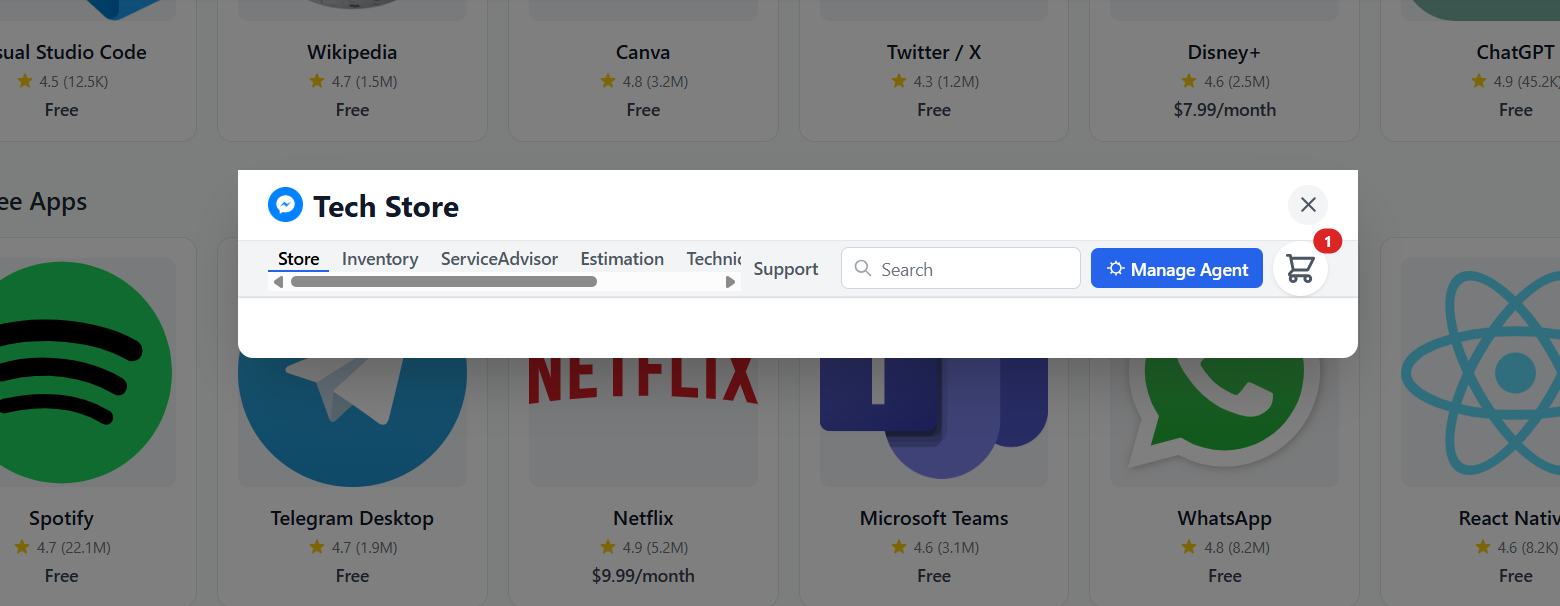 sual Studio Code
4.5 (12.5K)
Free
Wikipedia
4.7 (1.5M)
Free
Canva
4.8 (3.2M)
Free
Twitter / X
4.3 (1.2M)
Free
Disney+
4.6 (2.5M)
$7.99/month
ChatGPT
4.9 (45.2K
Free
ee Apps
Tech Store
Store Inventory ServiceAdvisor Estimation Technic Support Search Manage Agent 1
NETFLIX
Spotify
4.7 (22.1M)
Free
Telegram Desktop
4.7 (1.9M)
Free
Netflix
4.9 (5.2M)
$9.99/month
Microsoft Teams
4.6 (3.1M)
Free
WhatsApp
4.8 (8.2M)
Free
React Nativ
4.6 (8.2K)
Free